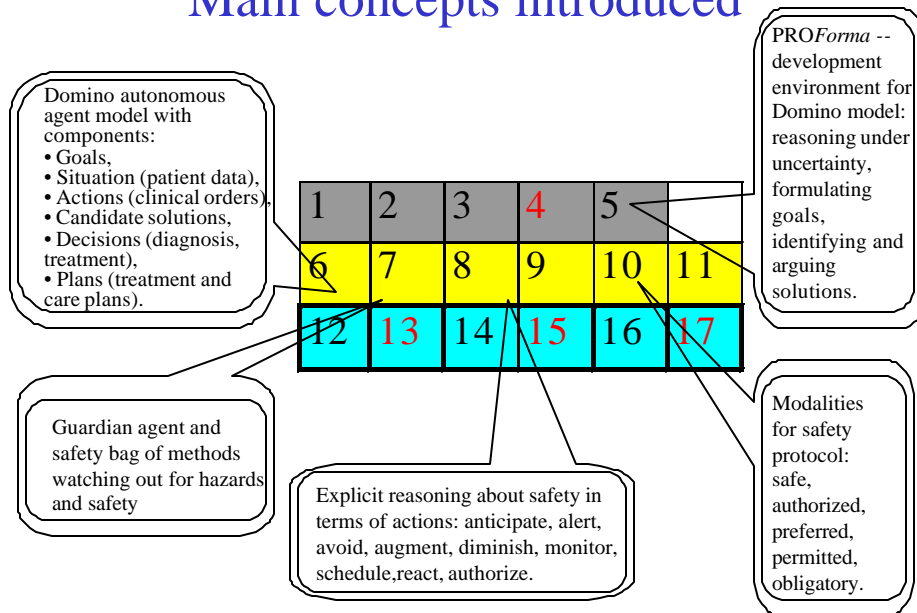 Main concepts introduced
PROForma --
development
environment for
Domino model:
reasoning under
uncertainty,
formulating
goals,
identifying and
arguing
solutions.
Domino autonomous
agent model with
components:
• Goals,
• Situation (patient data),
• Actions (clinical orders),
• Candidate solutions,
• Decisions (diagnosis,
treatment),
• Plans (treatment and
care plans).
1 2 3 4 5
6 7 8 9 10 11
12 13 14 15 16 17
Guardian agent and
safety bag of methods
watching out for hazards
and safety
Explicit reasoning about safety in
terms of actions: anticipate, alert,
avoid, augment, diminish, monitor,
schedule,react, authorize.
Modalities
for safety
protocol:
safe,
authorized,
preferred,
permitted,
obligatory.